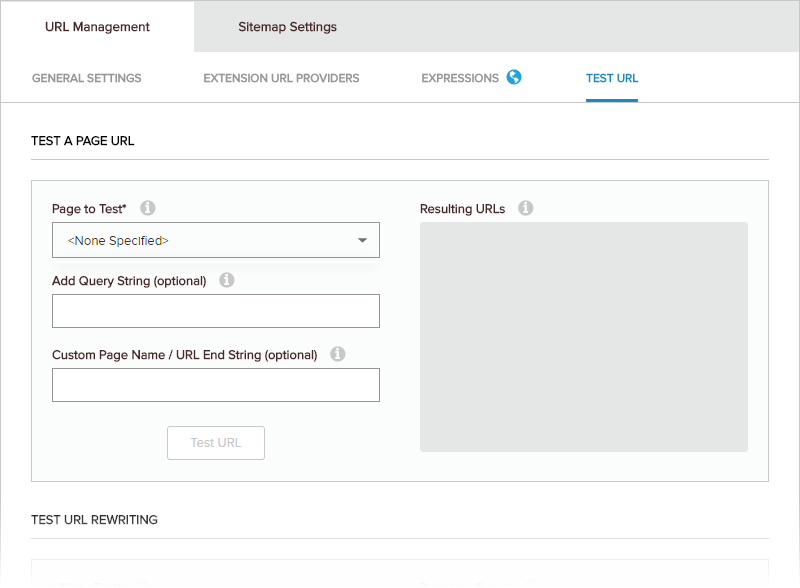 URL Management Sitemap Settings
GENERAL SETTINGS EXTENSION URL PROVIDERS EXPRESSIONS TEST URL
TEST A PAGE URL
Page to Test*
<None Specified>
Add Query String (optional)
Custom Page Name / URL End String (optional)
Test URL
Resulting URLs
TEST URL REWRITING